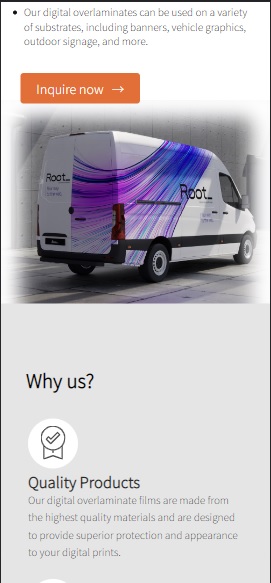 Our digital overlaminates can be used on a variety
of substrates, including banners, vehicle graphics,
outdoor signage, and more.
Inquire now →
Root_
Root_
Why us?
Quality Products
Our digital overlaminate films are made from
the highest quality materials and are designed
to provide superior protection and appearance
to your digital prints.